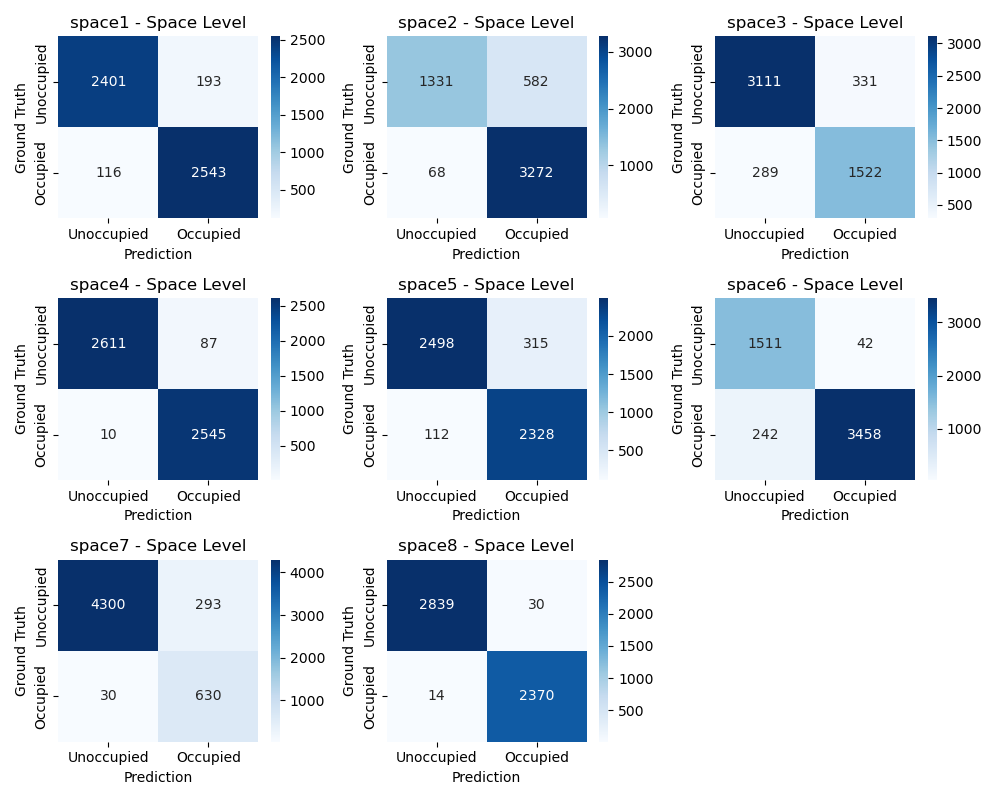 space1 - Space Level
Ground Truth
Unoccupied
Occupied
2401
193
116
2543
Unoccupied
Occupied
Prediction
2500
2000
1500
1000
500
space2 - Space Level
Ground Truth
Unoccupied
Occupied
1331
582
68
3272
Unoccupied
Occupied
Prediction
3000
2500
2000
1500
1000
space3 - Space Level
Ground Truth
Unoccupied
Occupied
3111
331
289
1522
Unoccupied
Occupied
Prediction
3000
2500
2000
1500
1000
500
space4 - Space Level
Ground Truth
Unoccupied
Occupied
2611
87
10
2545
Unoccupied
Occupied
Prediction
2500
2000
1500
1000
500
space5 - Space Level
Ground Truth
Unoccupied
Occupied
2498
315
112
2328
Unoccupied
Occupied
Prediction
2000
1500
1000
500
space6 - Space Level
Ground Truth
Unoccupied
Occupied
1511
42
242
3458
Unoccupied
Occupied
Prediction
3000
2000
1000
space7 - Space Level
Ground Truth
Unoccupied
Occupied
4300
293
30
630
Unoccupied
Occupied
Prediction
4000
3000
2000
1000
space8 - Space Level
Ground Truth
Unoccupied
Occupied
2839
30
14
2370
Unoccupied
Occupied
Prediction
2500
2000
1500
1000
500